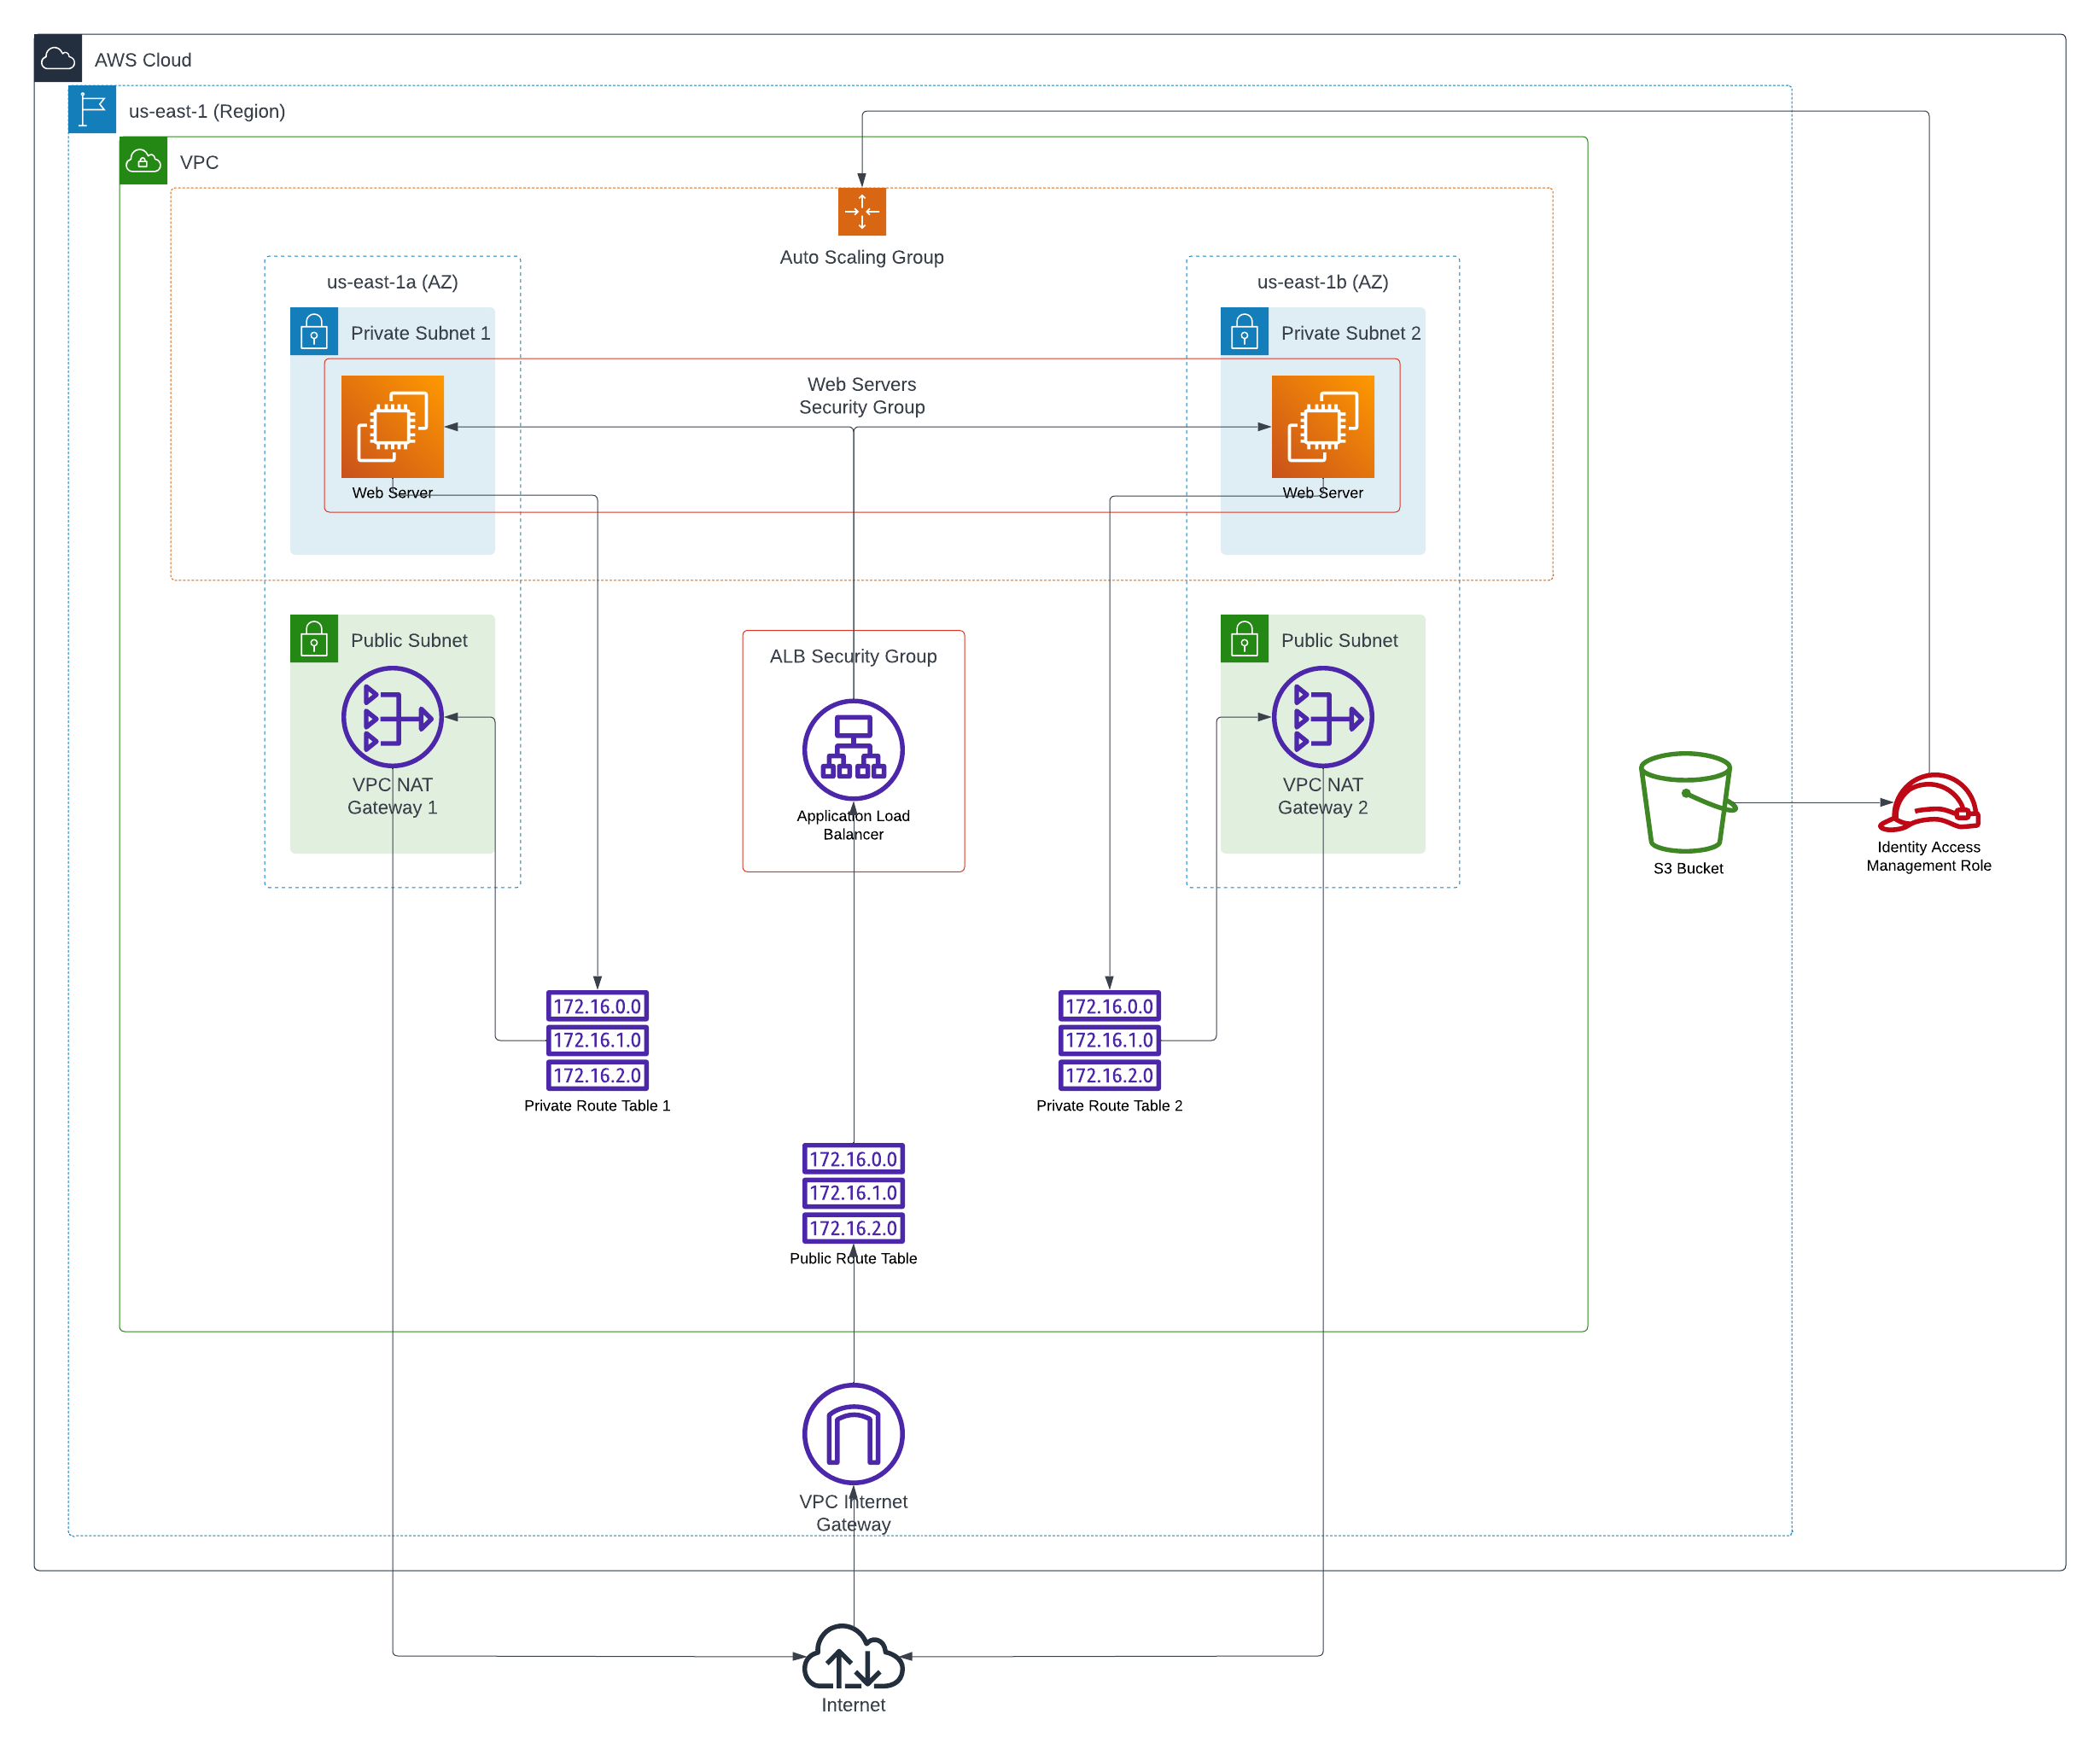 AWS Cloud
us-east-1 (Region)
VPC
Auto Scaling Group
us-east-1a (AZ)
us-east-1b (AZ)
Private Subnet 1
Private Subnet 2
Web Servers
Security Group
Web Server
Web Server
Public Subnet
ALB Security Group
Public Subnet
VPC NAT
Gateway 1
Application Load
Balancer
VPC NAT
Gateway 2
S3 Bucket
Identity Access
Management Role
172.16.0.0
172.16.1.0
172.16.2.0
Private Route Table 1
172.16.0.0
172.16.1.0
172.16.2.0
Private Route Table 2
172.16.0.0
172.16.1.0
172.16.2.0
Public Route Table
VPC Internet
Gateway
Internet